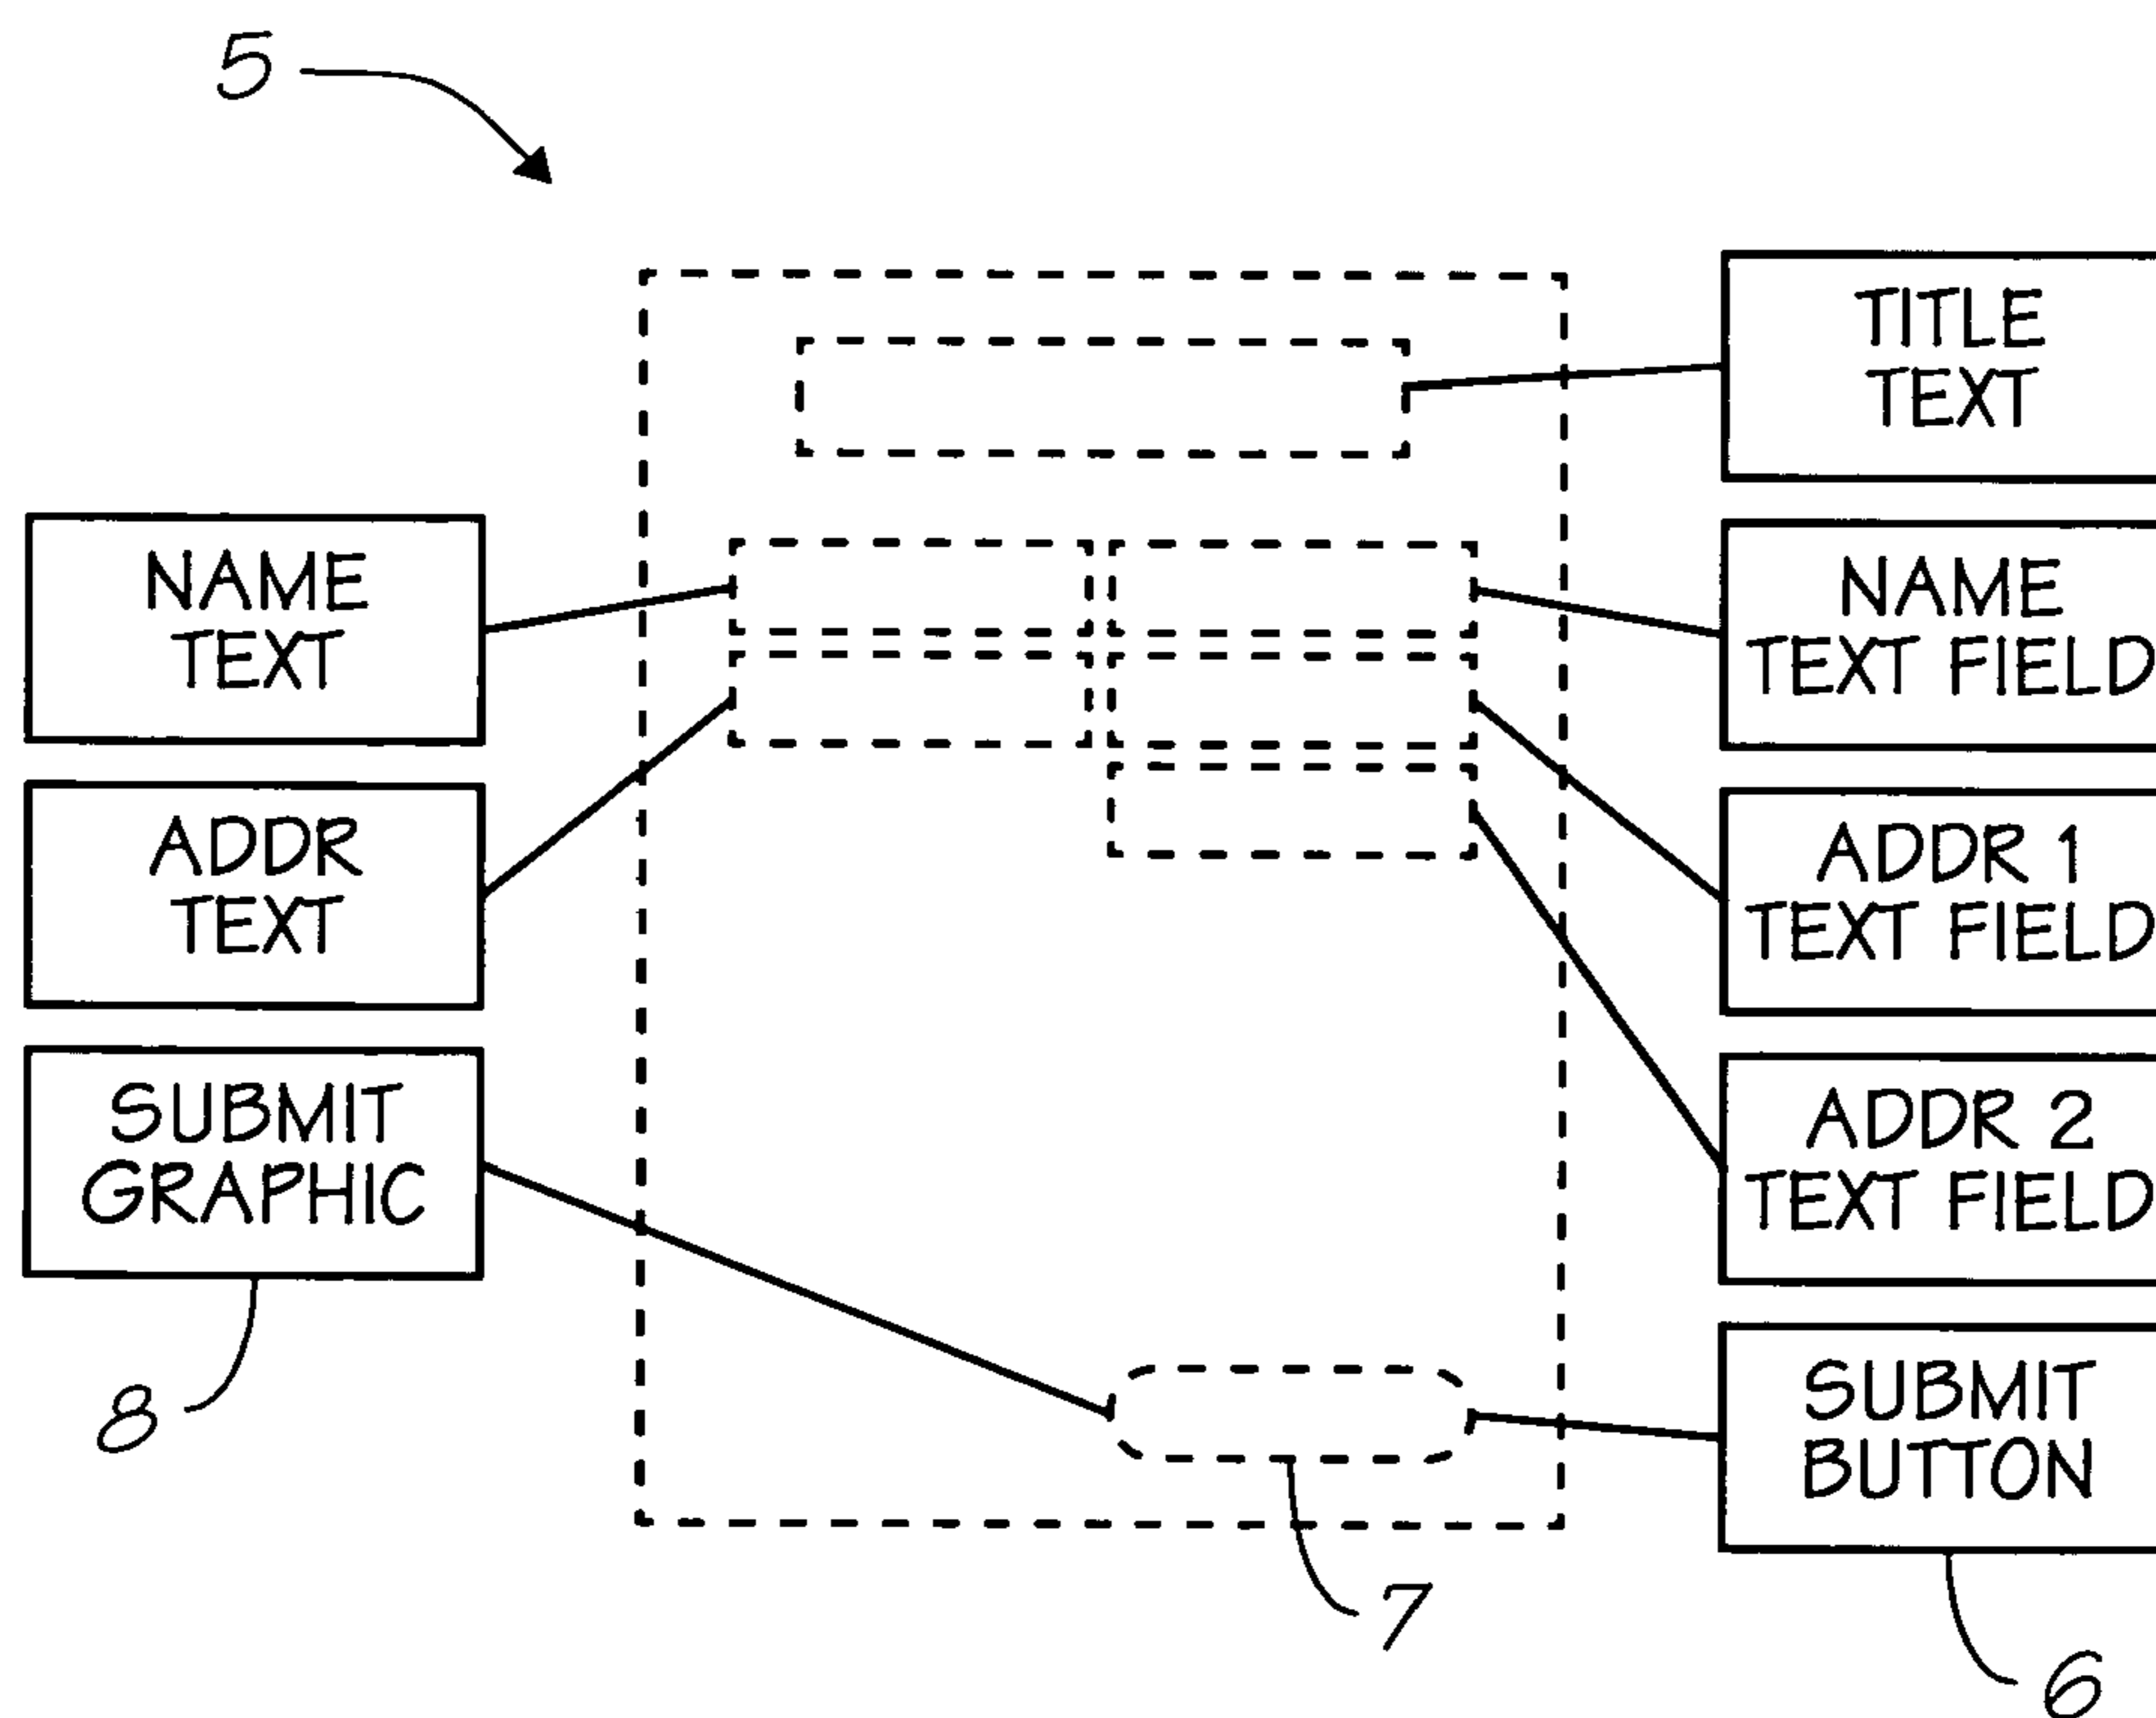 5
TITLE
TEXT
NAME
TEXT
NAME
TEXT FIELD
ADDR
TEXT
ADDR 1
TEXT FIELD
SUBMIT
GRAPHIC
ADDR 2
TEXT FIELD
SUBMIT
BUTTON
8
7
6